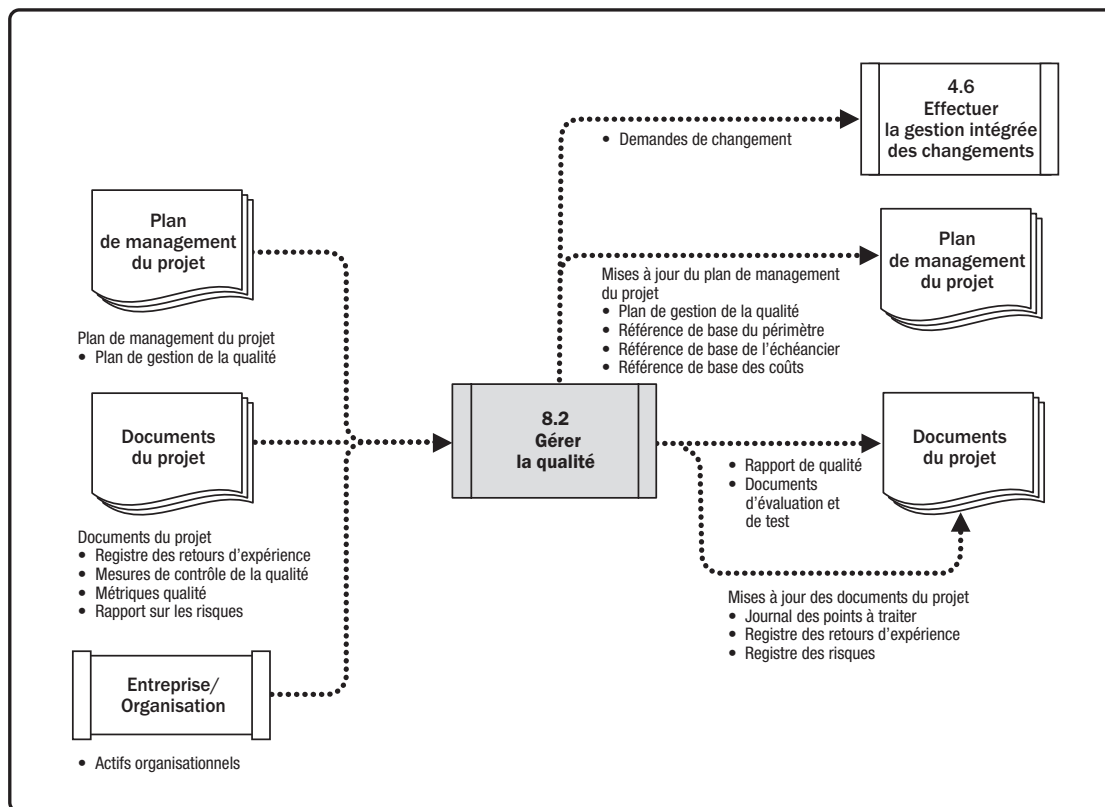 4.6
Effectuer
la gestion intégrée
des changements
• Demandes de changement
Plan
de management
du projet
Plan de management du projet
• Plan de gestion de la qualité
Plan
de management
du projet
Mises à jour du plan de management
du projet
• Plan de gestion de la qualité
• Référence de base du périmètre
• Référence de base de l’échéancier
• Référence de base des coûts
Documents
du projet
Documents du projet
• Registre des retours d’expérience
• Mesures de contrôle de la qualité
• Métriques qualité
• Rapport sur les risques
8.2
Gérer
la qualité
Documents
du projet
• Rapport de qualité
• Documents
d’évaluation et
de test
Mises à jour des documents du projet
• Journal des points à traiter
• Registre des retours d’expérience
• Registre des risques
Entreprise/
Organisation
• Actifs organisationnels